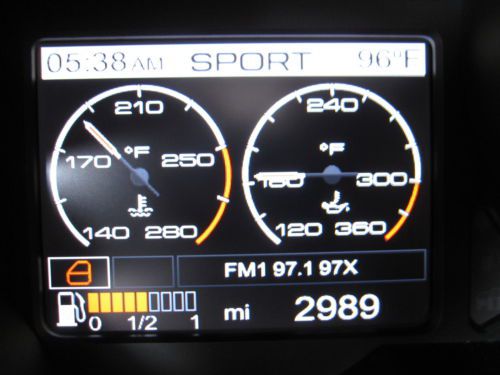 05:38 AM SPORT 96°F
210 240
°F °F
170 250 180 300
140 280 120 360
FM1 97.1 97X
0 1/2 1 mi 2989